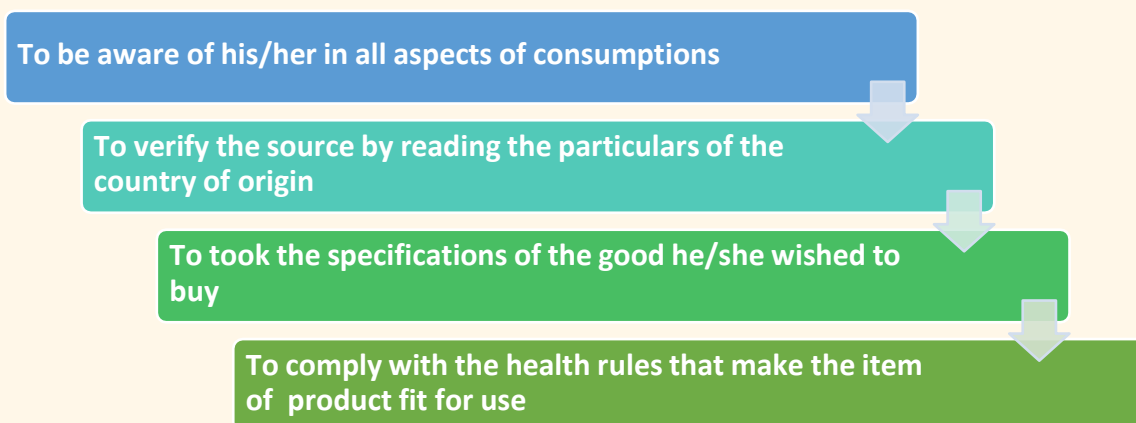 To be aware of his/her in all aspects of consumptions
To verify the source by reading the particulars of the
country of origin
To took the specifications of the good he/she wished to
buy
To comply with the health rules that make the item
of product fit for use